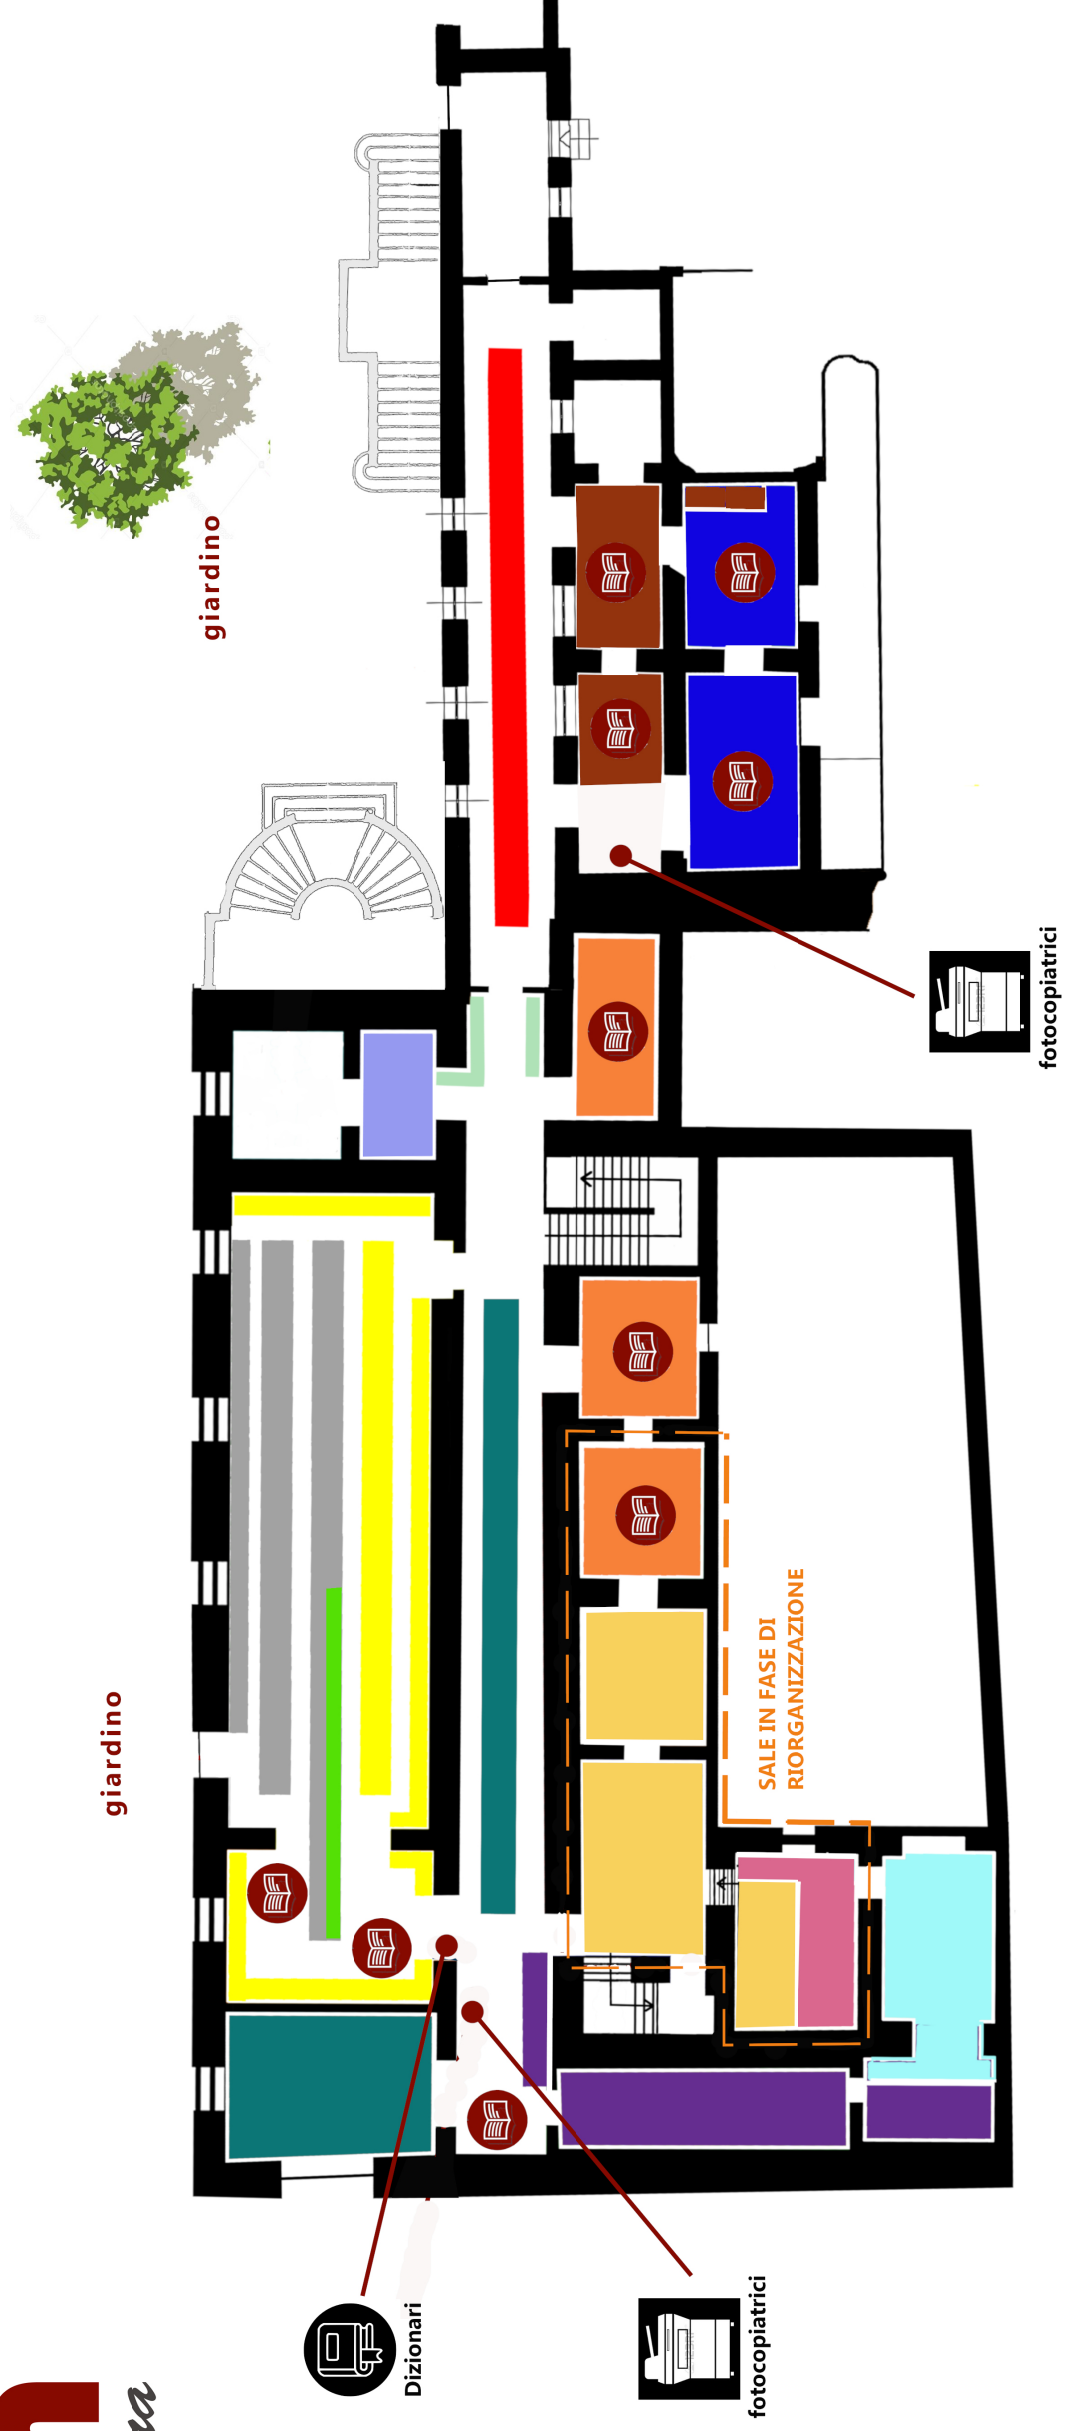 giardino
giardino
fotocopiatrici
SALE IN FASE DI
RIORGANIZZAZIONE
Dizionari
fotocopiatrici